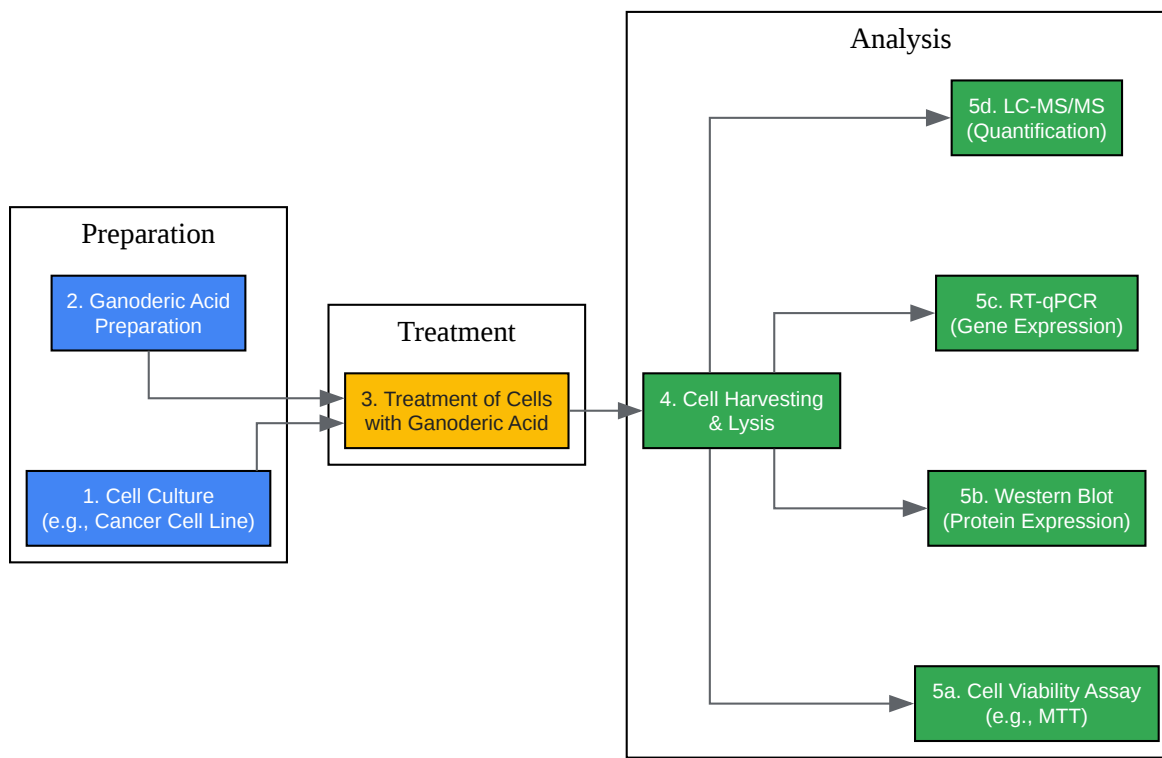 Preparation
2. Ganoderic Acid
Preparation
1. Cell Culture
(e.g., Cancer Cell Line)
Treatment
3. Treatment of Cells
with Ganoderic Acid
Analysis
4. Cell Harvesting
& Lysis
5d. LC-MS/MS
(Quantification)
5c. RT-qPCR
(Gene Expression)
5b. Western Blot
(Protein Expression)
5a. Cell Viability Assay
(e.g., MTT)